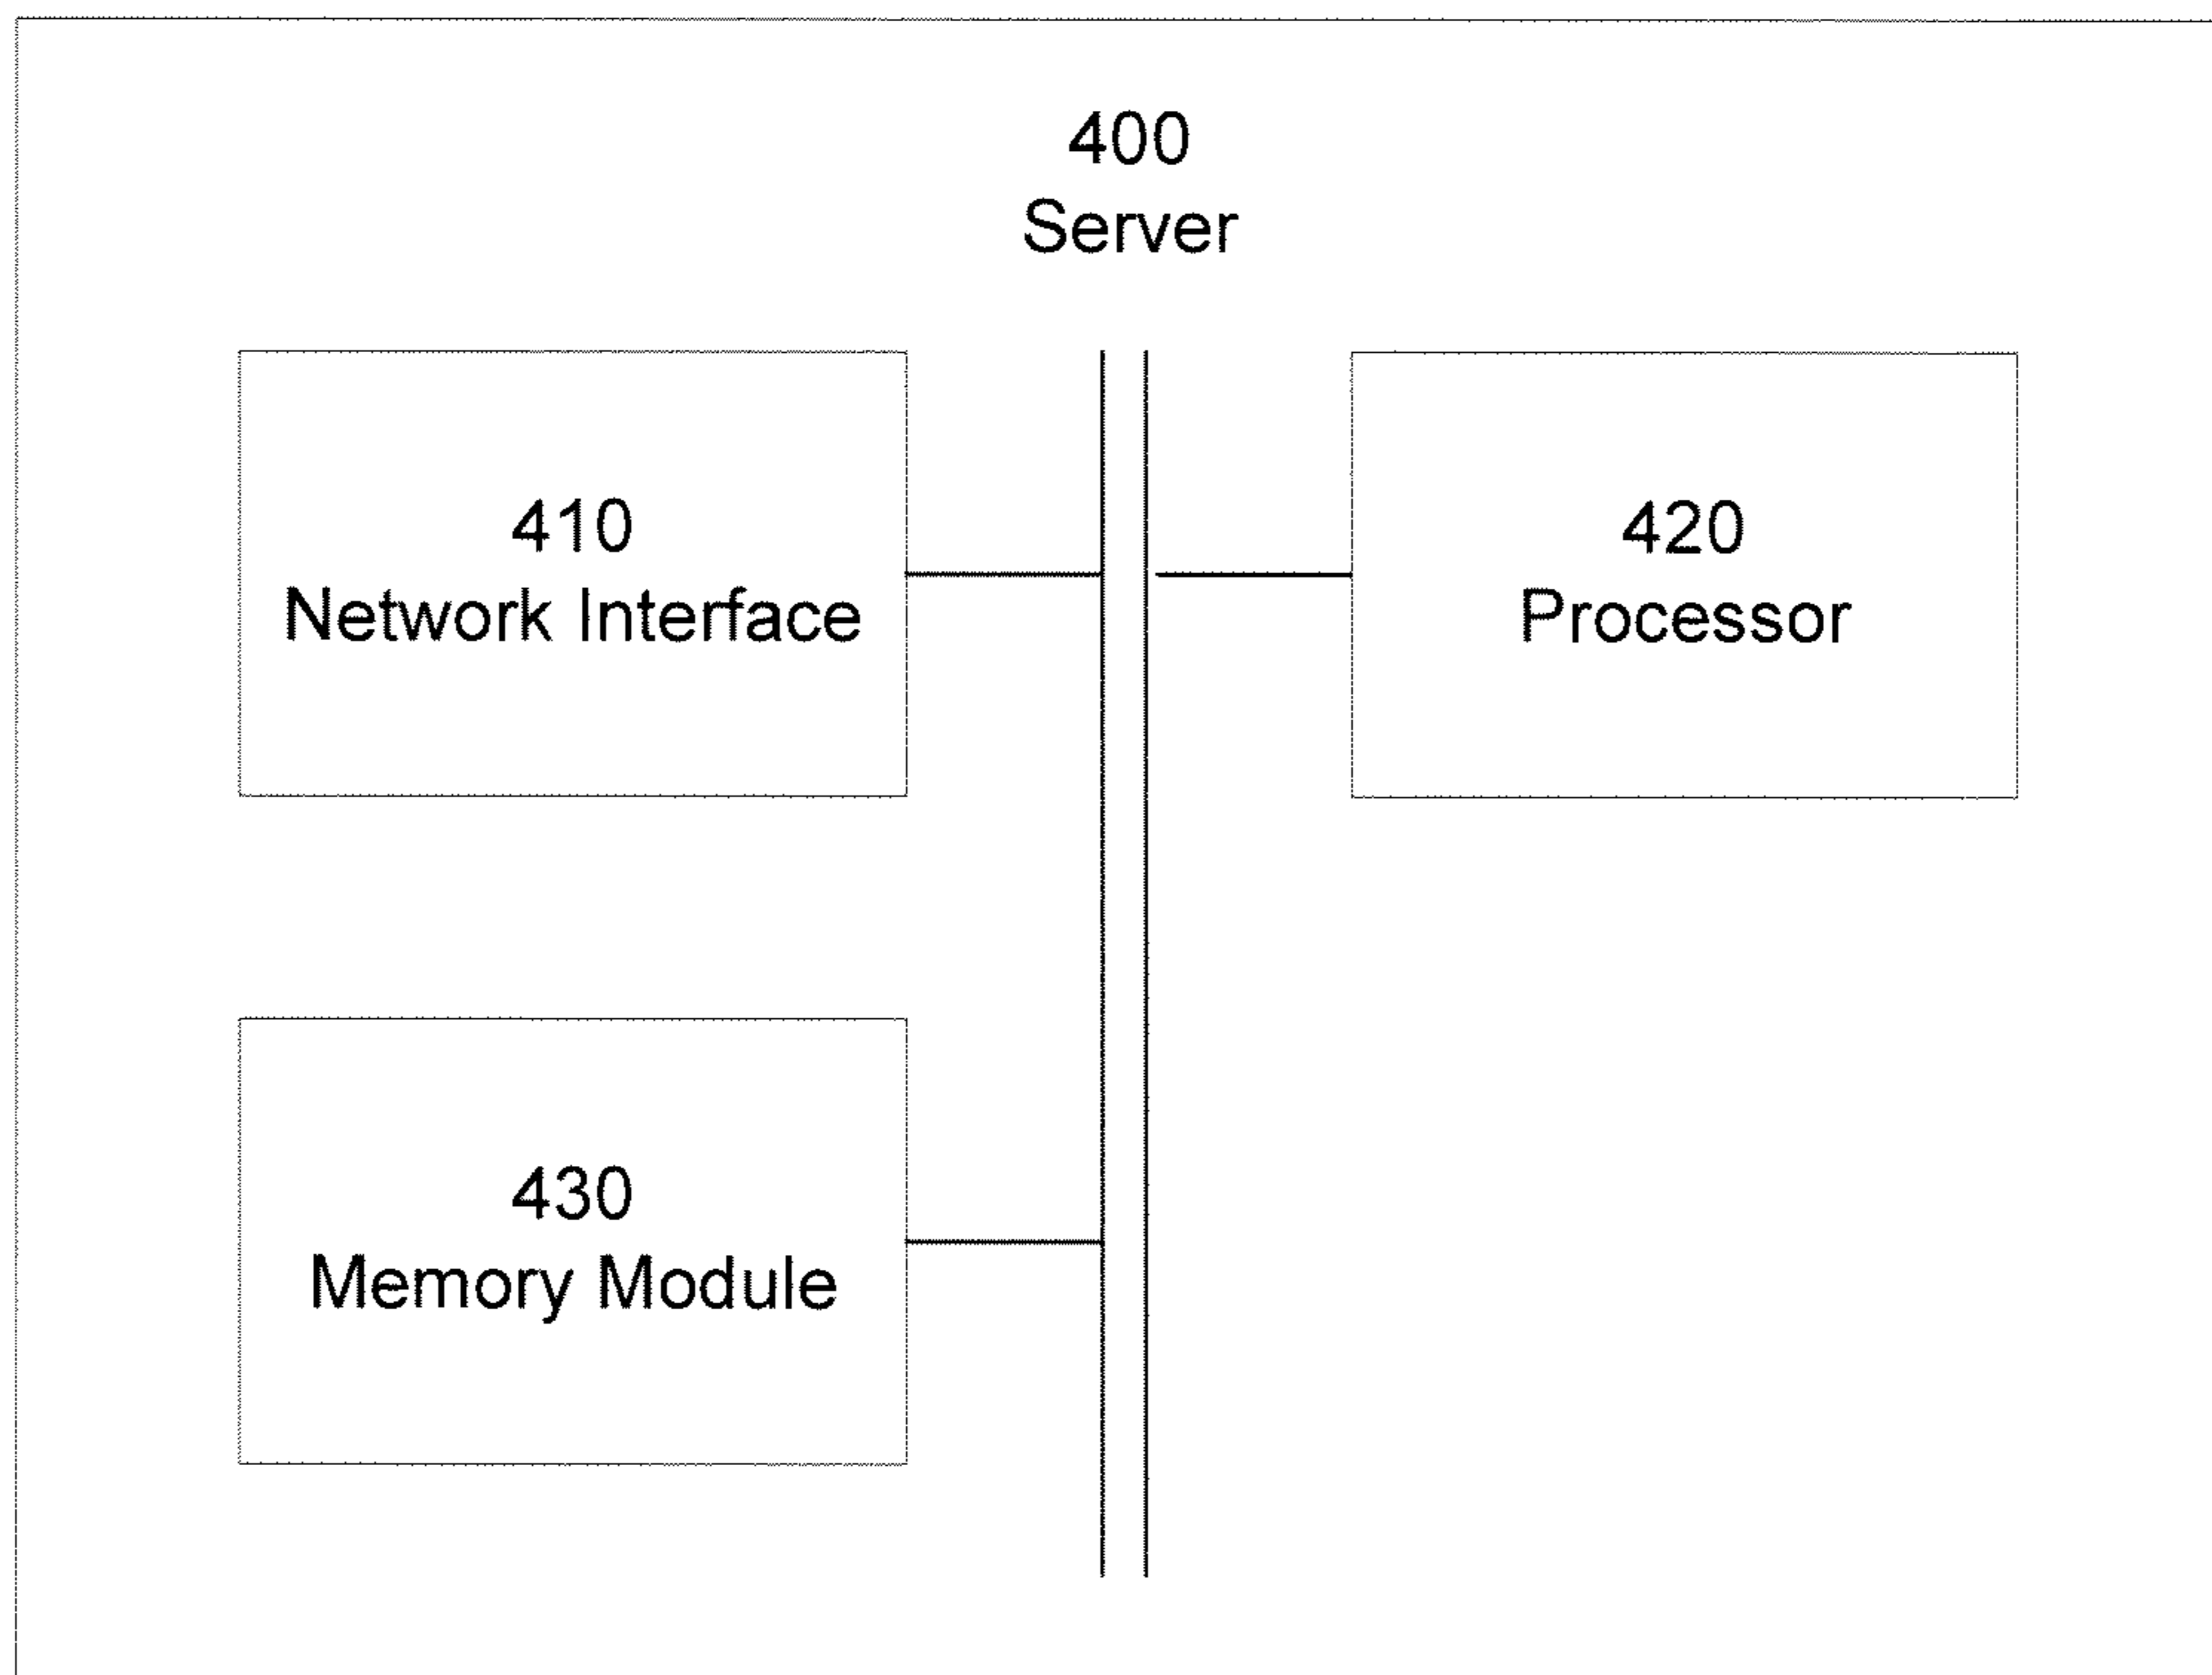 400
Server
410
Network Interface
420
Processor
430
Memory Module